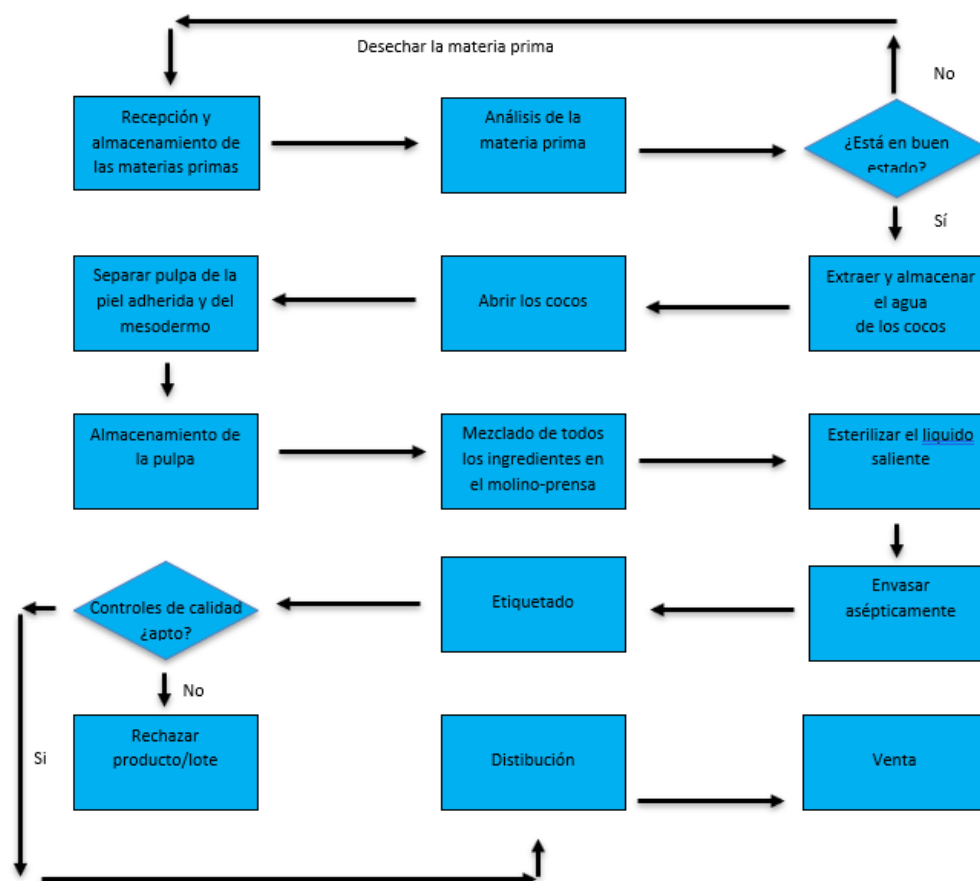 Desechar la materia prima
No
Recepción y
almacenamiento de
las materias primas
Análisis de la
materia prima
¿Está en buen
estado?
Sí
Separar pulpa de la
piel adherida y del
mesodermo
Abrir los cocos
Extraer y almacenar
el agua
de los cocos
Almacenamiento de
la pulpa
Mezclado de todos
los ingredientes en
el molino-prensa
Esterilizar el liquido
saliente
Controles de calidad
¿apto?
Etiquetado
Envasar
asépticamente
No
Si
Rechazar
producto/lote
Distibución
Venta